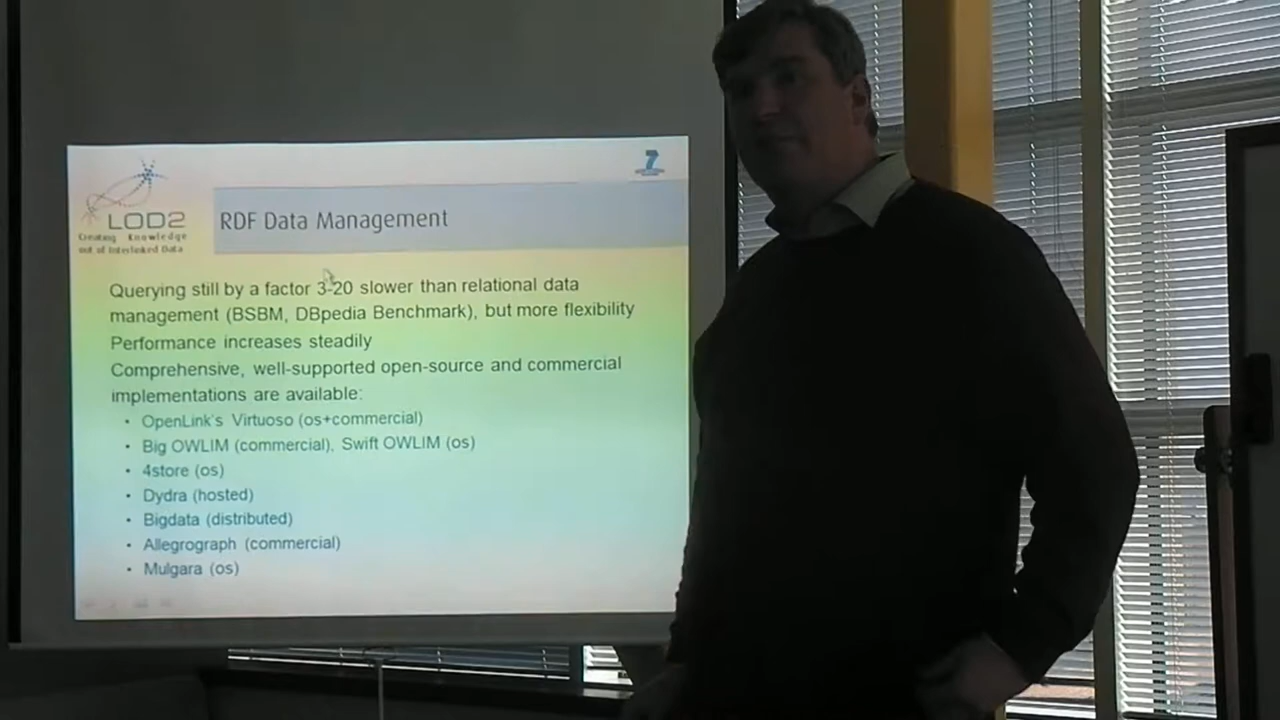 LOD2
Creating Knowledge
out of Interlinked Data
7
RDF Data Management
Querying still by a factor 3-20 slower than relational data
management (BSBM, DBpedia Benchmark), but more flexibility
Performance increases steadily
Comprehensive, well-supported open-source and commercial
implementations are available:
• OpenLink's Virtuoso (os+commercial)
• Big OWLIM (commercial), Swift OWLIM (os)
• 4store (os)
• Dydra (hosted)
• Bigdata (distributed)
• Allegrograph (commercial)
• Mulgara (os)